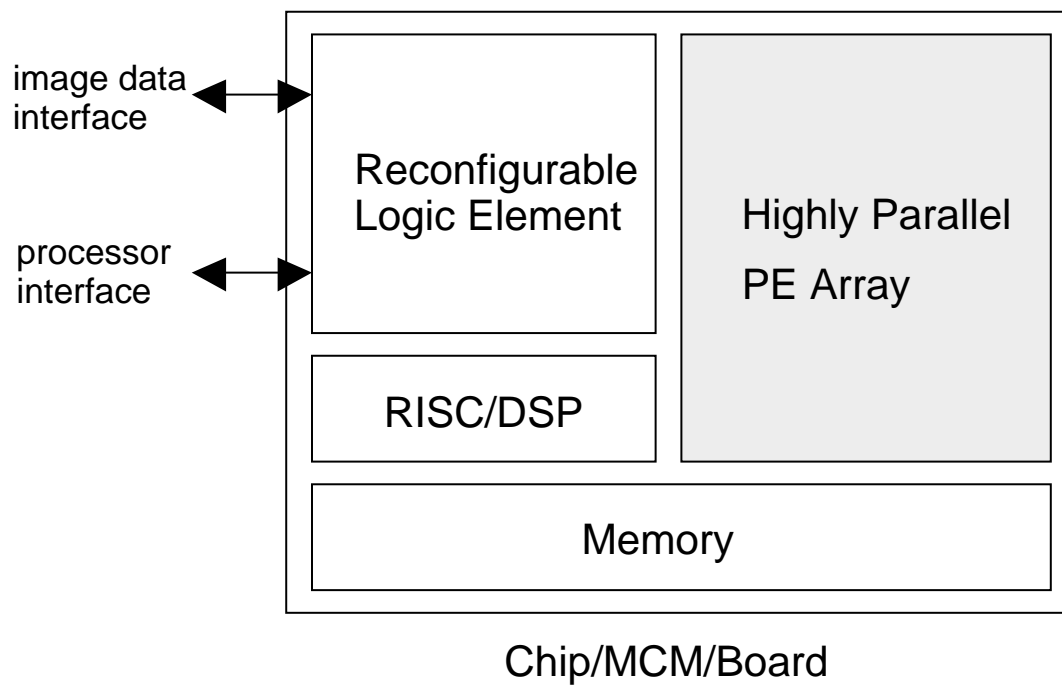 image data
interface
processor
interface
Reconfigurable
Logic Element
Highly Parallel
PE Array
RISC/DSP
Memory
Chip/MCM/Board